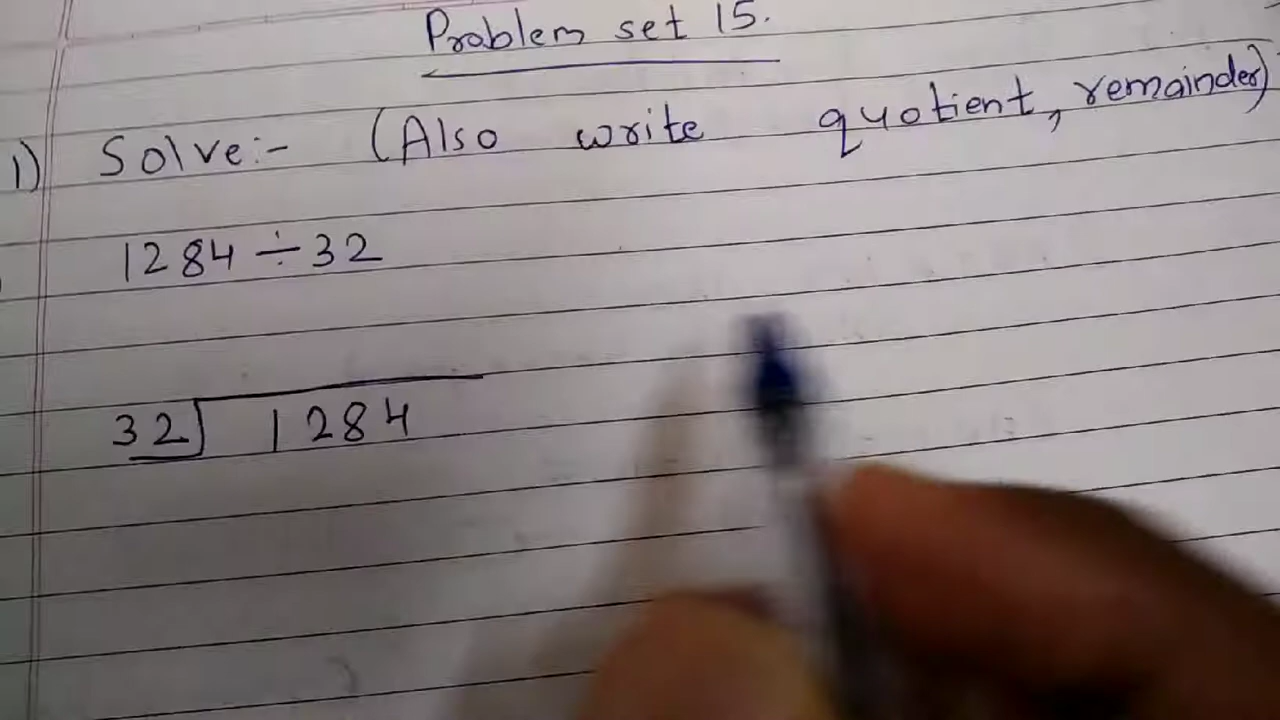 Problem set 15.
1) Solve:- (Also write quotient, remainder)
1284 ÷ 32
32 1284